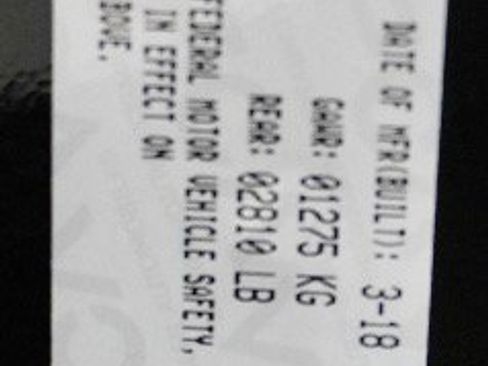 DATE OF MFR(BUILT): 3-18
GAWR: 01275 KG
REAR: 02810 LB
FEDERAL MOTOR VEHICLE SAFETY,
IN EFFECT ON
BOVE.